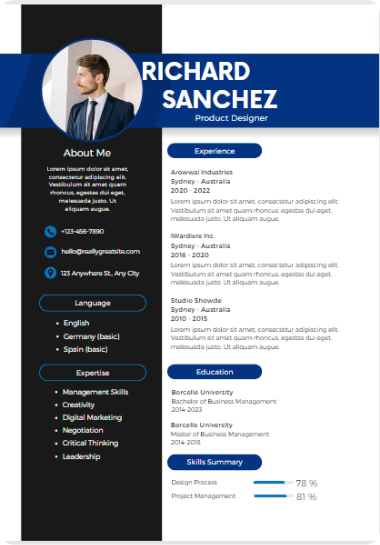 RICHARD
SANCHEZ
Product Designer
About Me
Lorem ipsum dolor sit amet,
consectetur adipiscing elit.
Vestibulum sit amet quam
rhoncus, egestas dui eget,
malesuada justo. Ut
aliquam augue.
+123-456-7890
hello@reallygreatsite.com
123 Anywhere St., Any City
Language
English
Germany (basic)
Spain (basic)
Expertise
Management Skills
Creativity
Digital Marketing
Negotiation
Critical Thinking
Leadership
Experience
Arowwai Industries
Sydney - Australia
2020 - 2022
Lorem ipsum dolor sit amet, consectetur adipiscing elit.
Vestibulum sit amet quam rhoncus, egestas dui eget,
malesuada justo. Ut aliquam augue.
IWardiere Inc.
Sydney - Australia
2016 - 2020
Lorem ipsum dolor sit amet, consectetur adipiscing elit.
Vestibulum sit amet quam rhoncus, egestas dui eget,
malesuada justo. Ut aliquam augue.
Studio Showde
Sydney - Australia
2010 - 2015
Lorem ipsum dolor sit amet, consectetur adipiscing elit.
Vestibulum sit amet quam rhoncus, egestas dui eget,
malesuada justo. Ut aliquam augue.
Education
Borcelle University
Bachelor of Business Management
2014-2023
Borcelle University
Master of Business Management
2014-2018
Skills Summary
Design Process 78 %
Project Management 81 %